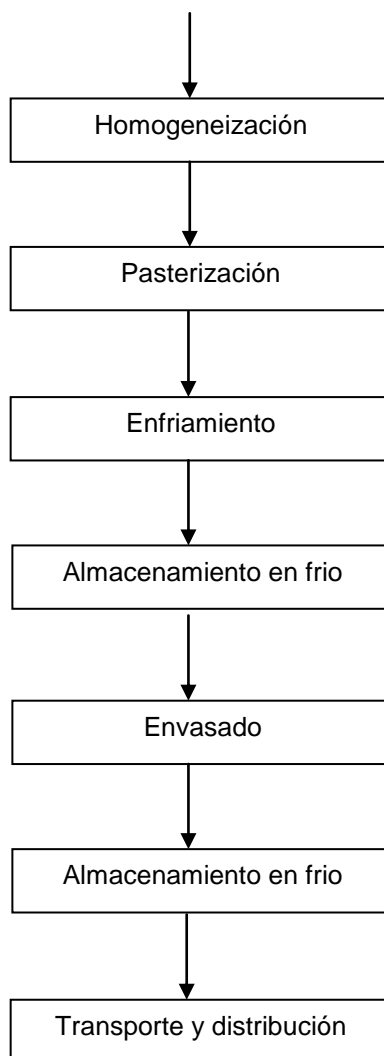 Homogeneización
Pasterización
Enfriamiento
Almacenamiento en frio
Envasado
Almacenamiento en frio
Transporte y distribución